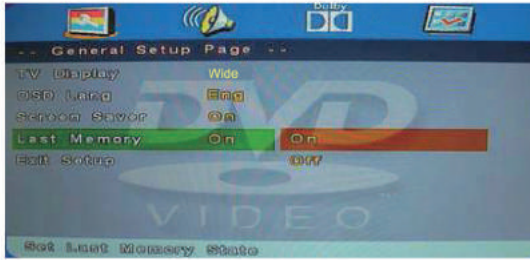 Dolby
-- General Setup Page --
TV Display Wide
OSD Lang Eng
Screen Saver On
Last Memory On On
Exit Setup Off
DVD
VIDEO
Set Last Memory State